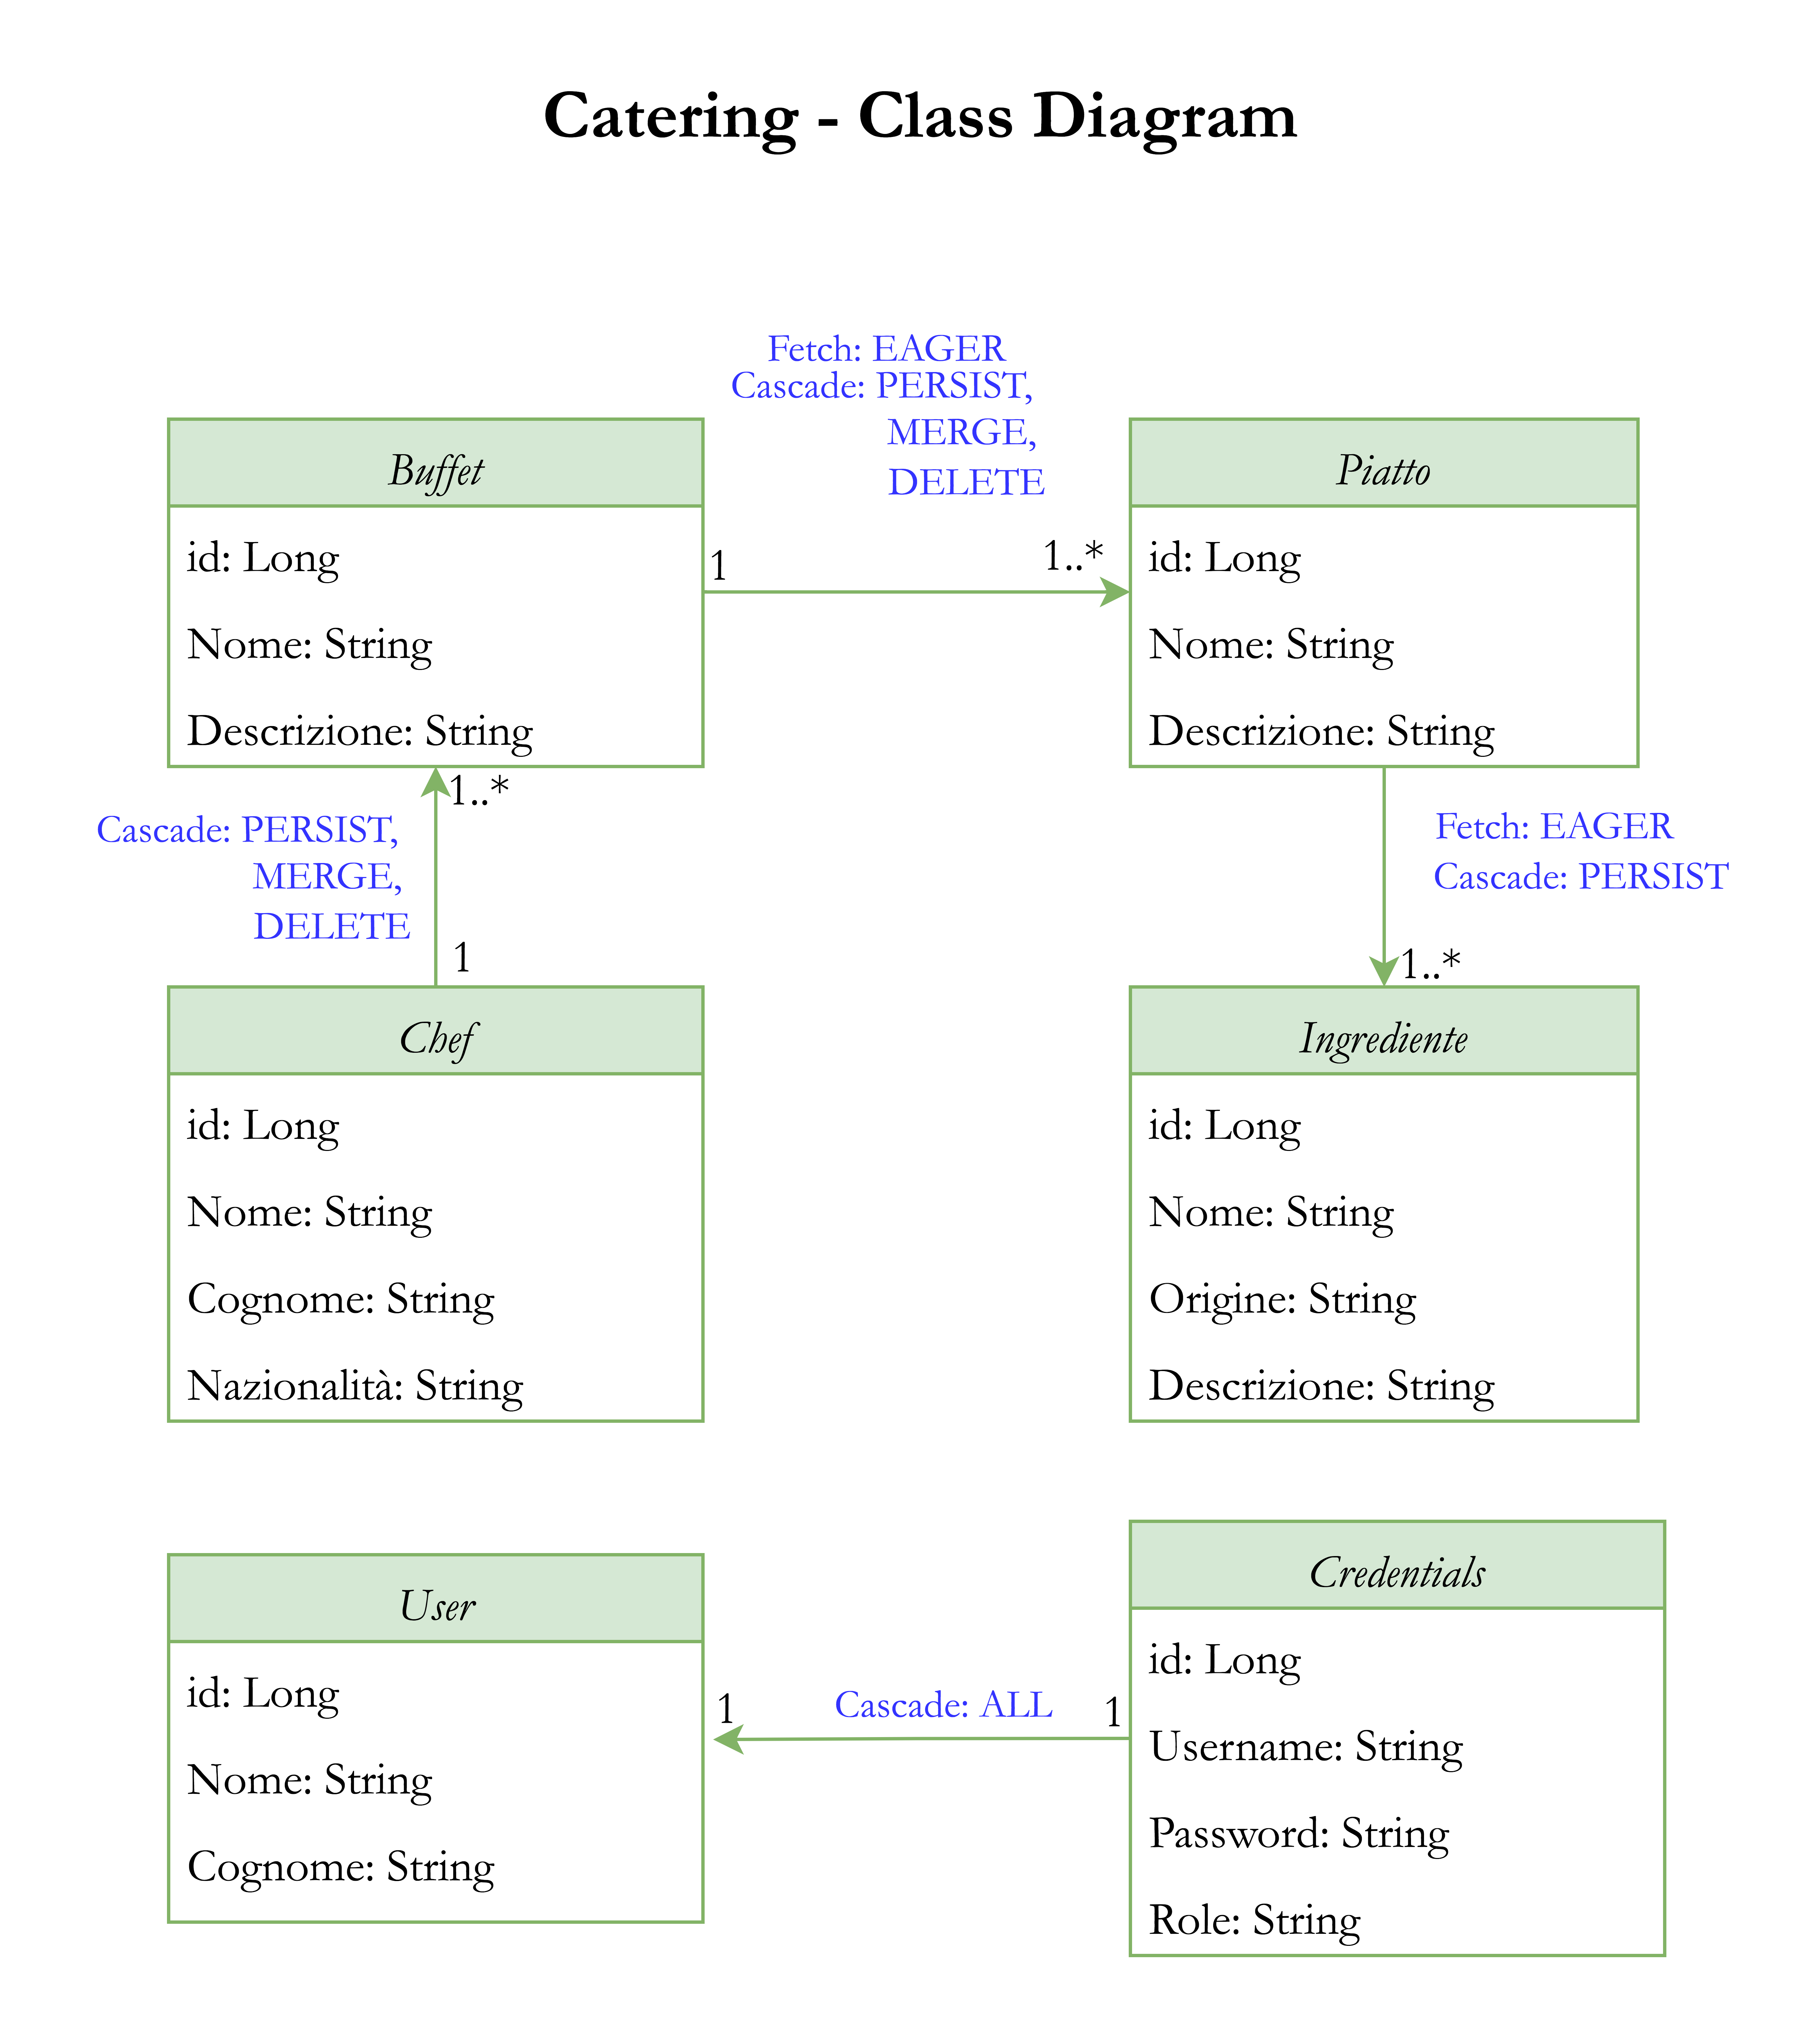 Catering - Class Diagram
Fetch: EAGER
Cascade: PERSIST,
MERGE,
DELETE
Buffet
id: Long
Nome: String
Descrizione: String
1
1..*
Piatto
id: Long
Nome: String
Descrizione: String
1..*
Cascade: PERSIST,
MERGE,
DELETE
1
Fetch: EAGER
Cascade: PERSIST
1..*
Chef
id: Long
Nome: String
Cognome: String
Nazionalità: String
Ingrediente
id: Long
Nome: String
Origine: String
Descrizione: String
User
id: Long
Nome: String
Cognome: String
1
Cascade: ALL
1
Credentials
id: Long
Username: String
Password: String
Role: String